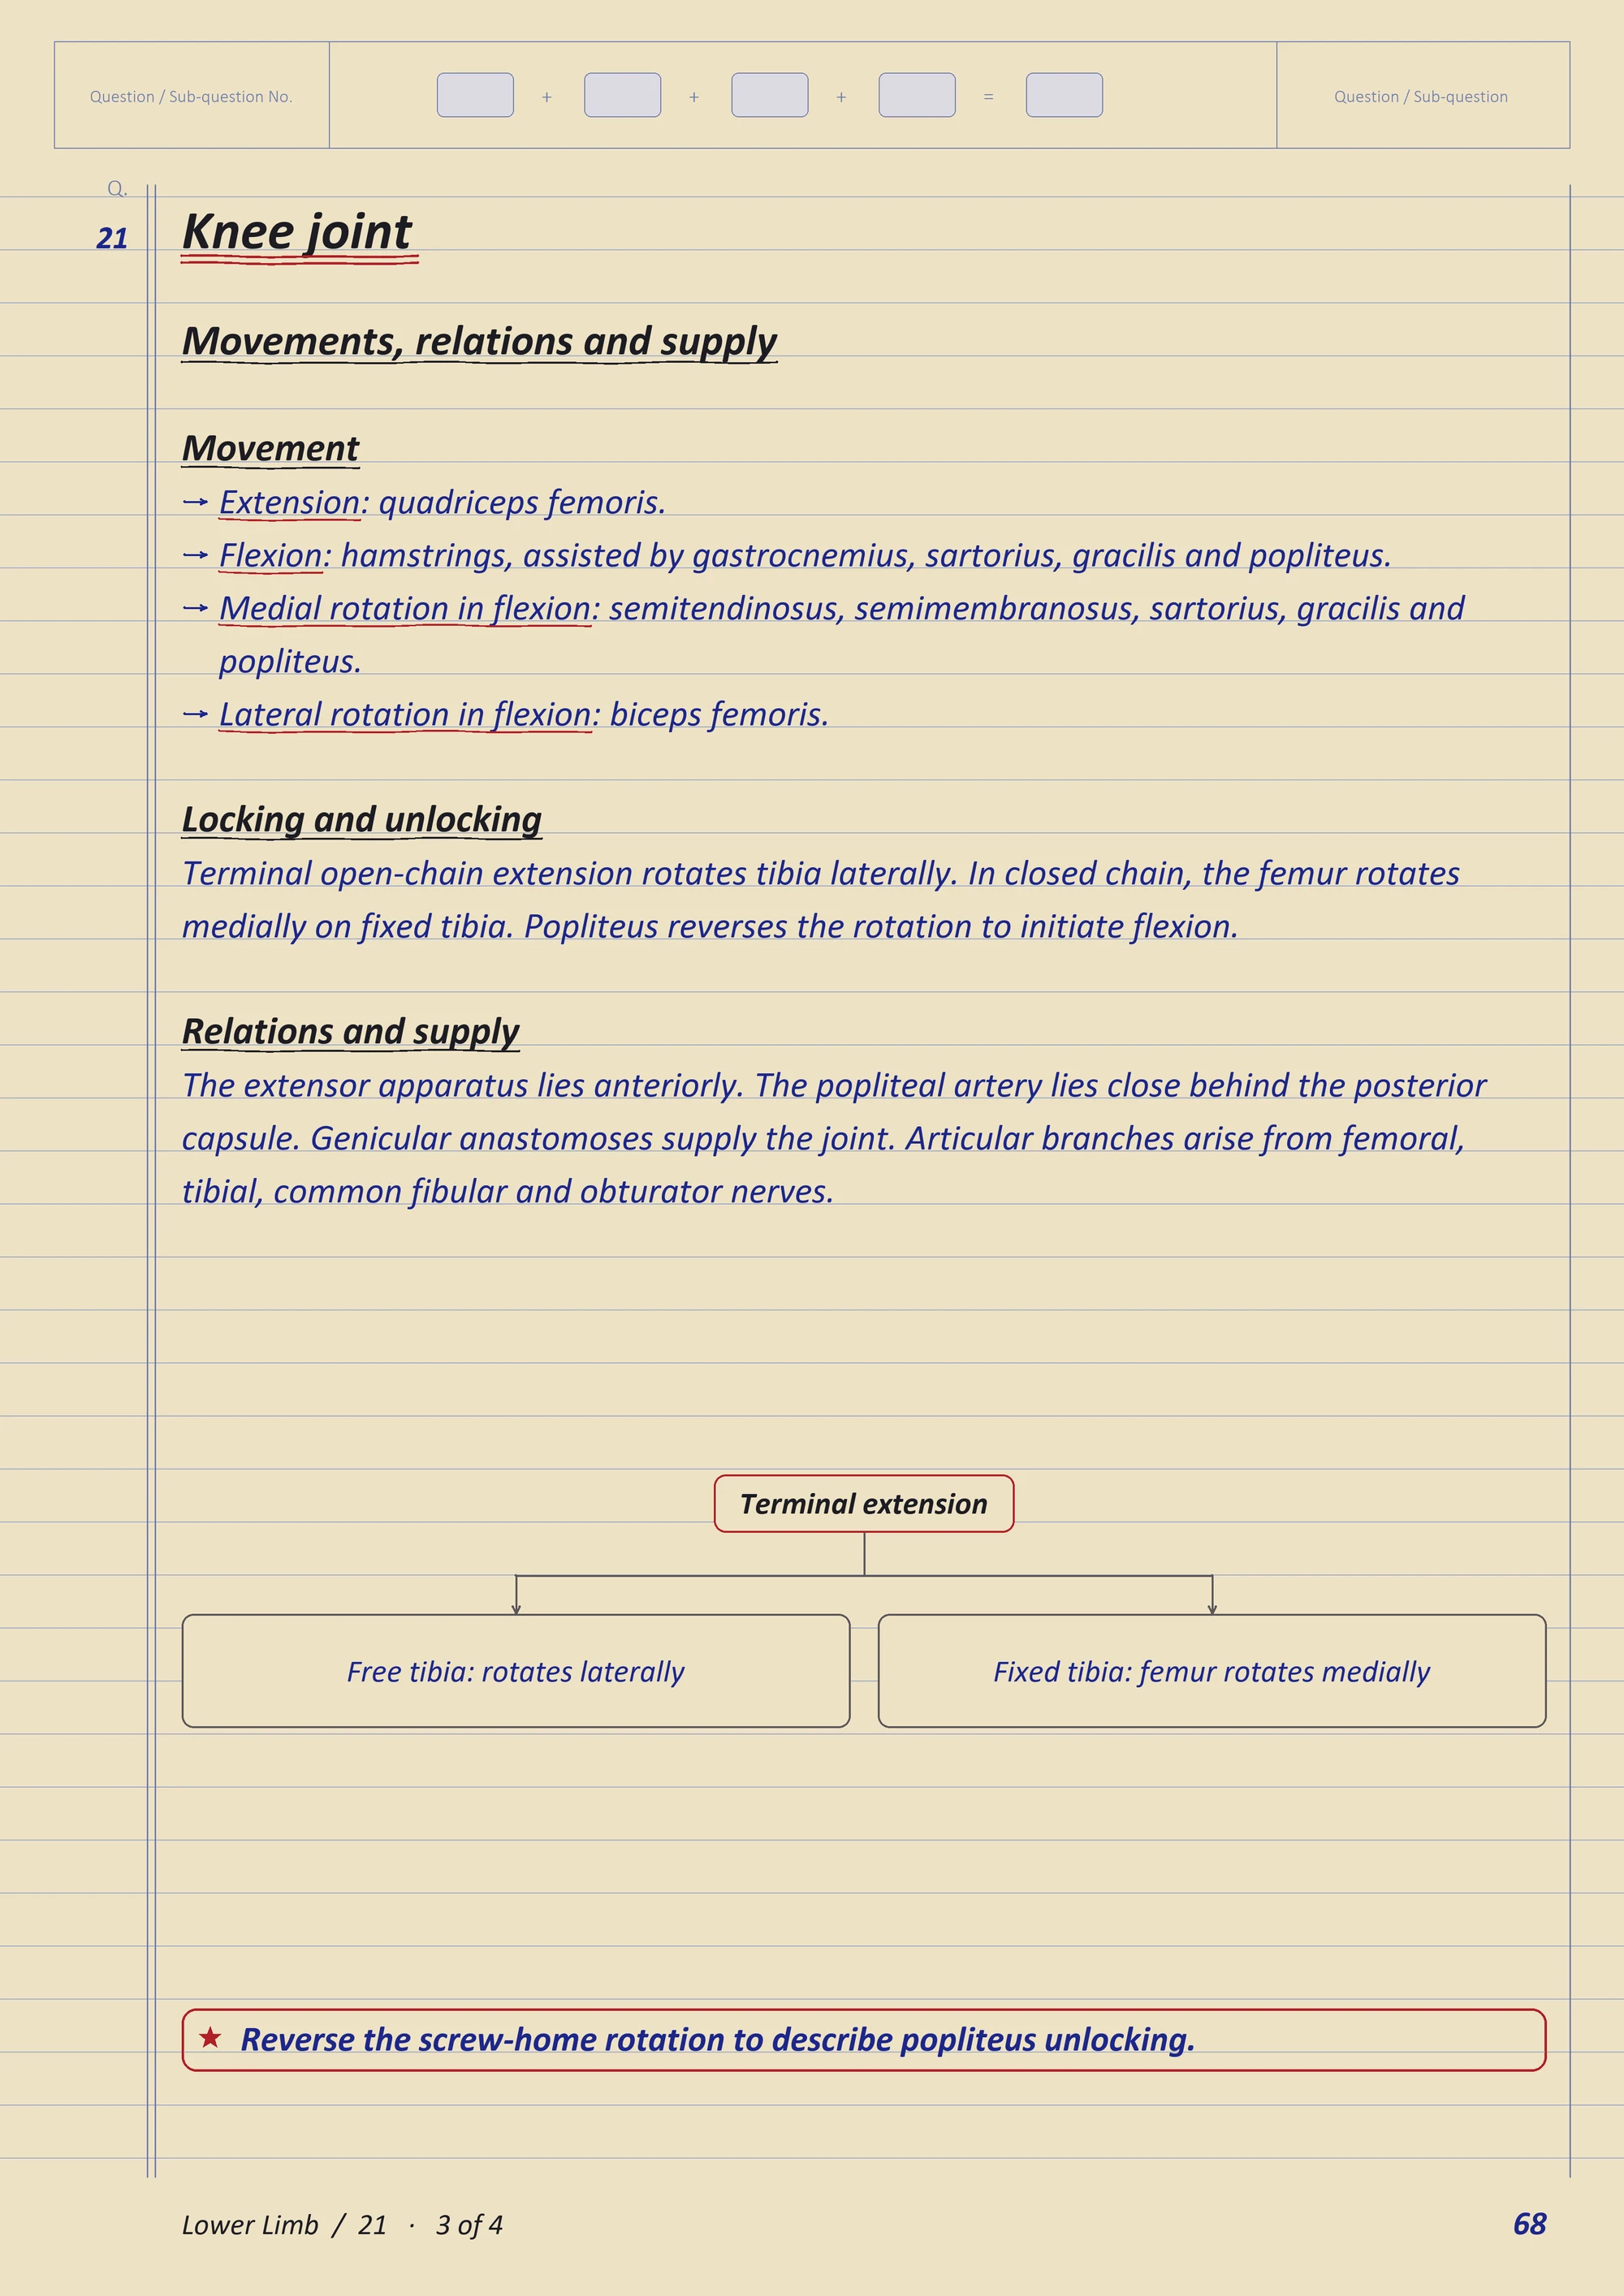 Question / Sub-question No.
+ + + =
Question / Sub-question
Q.
21
Knee joint
Movements, relations and supply
Movement
→ Extension: quadriceps femoris.
→ Flexion: hamstrings, assisted by gastrocnemius, sartorius, gracilis and popliteus.
→ Medial rotation in flexion: semitendinosus, semimembranosus, sartorius, gracilis and
popliteus.
→ Lateral rotation in flexion: biceps femoris.
Locking and unlocking
Terminal open-chain extension rotates tibia laterally. In closed chain, the femur rotates
medially on fixed tibia. Popliteus reverses the rotation to initiate flexion.
Relations and supply
The extensor apparatus lies anteriorly. The popliteal artery lies close behind the posterior
capsule. Genicular anastomoses supply the joint. Articular branches arise from femoral,
tibial, common fibular and obturator nerves.
Terminal extension
Free tibia: rotates laterally
Fixed tibia: femur rotates medially
★ Reverse the screw-home rotation to describe popliteus unlocking.
Lower Limb / 21 · 3 of 4
68